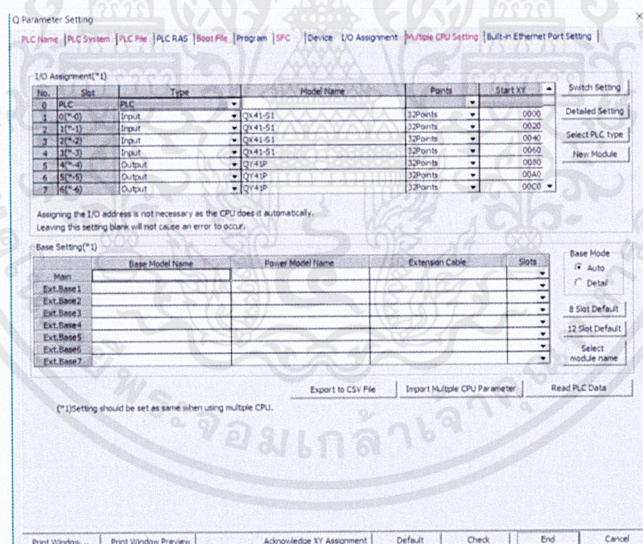 Q Parameter Setting
PLC Name | PLC System | PLC File | PLC RAS | Boot File | Program | SFC | Device | I/O Assignment | Multiple CPU Setting | Built-in Ethernet Port Setting
I/O Assignment(*1)
No. Slot Type Model Name Points Start XY
0 PLC PLC
1 0(*-0) Input QX41-S1 32Points 0000
2 1(*-1) Input QX41-S1 32Points 0020
3 2(*-2) Input QX41-S1 32Points 0040
4 3(*-3) Input QX41-S1 32Points 0060
5 4(*-4) Output QY41P 32Points 0080
6 5(*-5) Output QY41P 32Points 00A0
7 6(*-6) Output QY41P 32Points 00C0
Switch Setting
Detailed Setting
Select PLC type
New Module
Assigning the I/O address is not necessary as the CPU does it automatically.
Leaving this setting blank will not cause an error to occur.
Base Setting(*1)
Base Model Name Power Model Name Extension Cable Slots
Main
Ext.Base1
Ext.Base2
Ext.Base3
Ext.Base4
Ext.Base5
Ext.Base6
Ext.Base7
Base Mode
Auto
Detail
8 Slot Default
12 Slot Default
Select
module name
Export to CSV File Import Multiple CPU Parameter Read PLC Data
(*1)Setting should be set as same when using multiple CPU.
Print Window... Print Window Preview Acknowledge XY Assignment Default Check End Cancel